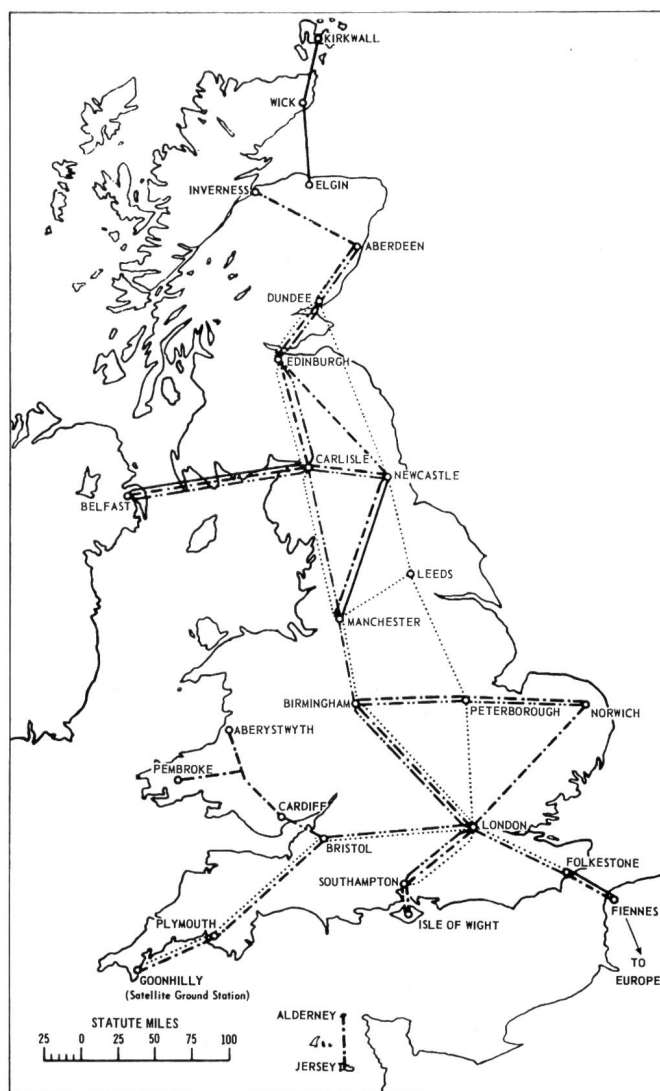 KIRKWALL
WICK
ELGIN
INVERNESS
ABERDEEN
DUNDEE
EDINBURGH
CARLISLE
NEWCASTLE
BELFAST
LEEDS
MANCHESTER
BIRMINGHAM
PETERBOROUGH
NORWICH
ABERYSTWYTH
PEMBROKE
CARDIFF
LONDON
BRISTOL
FOLKESTONE
SOUTHAMPTON
FIENNES
ISLE OF WIGHT
PLYMOUTH
TO
EUROPE
GOONHILLY
(Satellite Ground Station)
STATUTE MILES
25 0 25 50 75 100
ALDERNEY
JERSEY